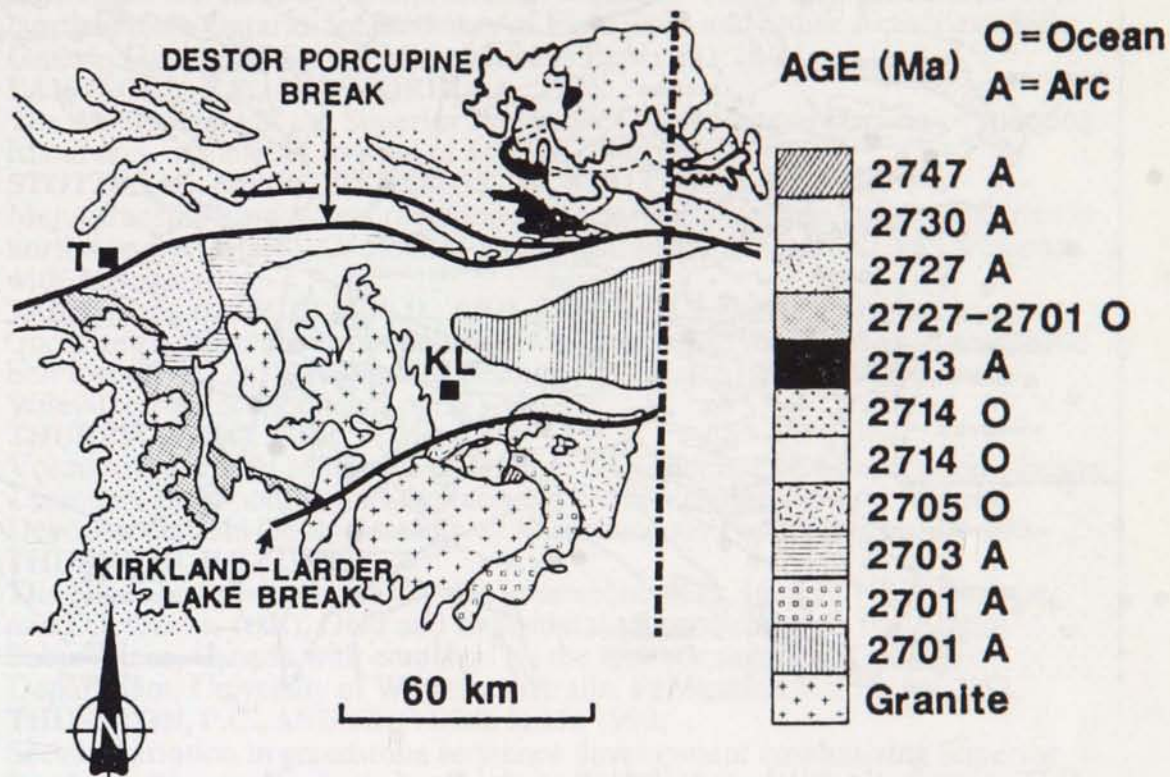 DESTOR PORCUPINE
BREAK
T
KL
KIRKLAND-LARDER
LAKE BREAK
N
60 km
AGE (Ma)
O=Ocean
A=Arc
2747 A
2730 A
2727 A
2727-2701 O
2713 A
2714 O
2714 O
2705 O
2703 A
2701 A
2701 A
Granite